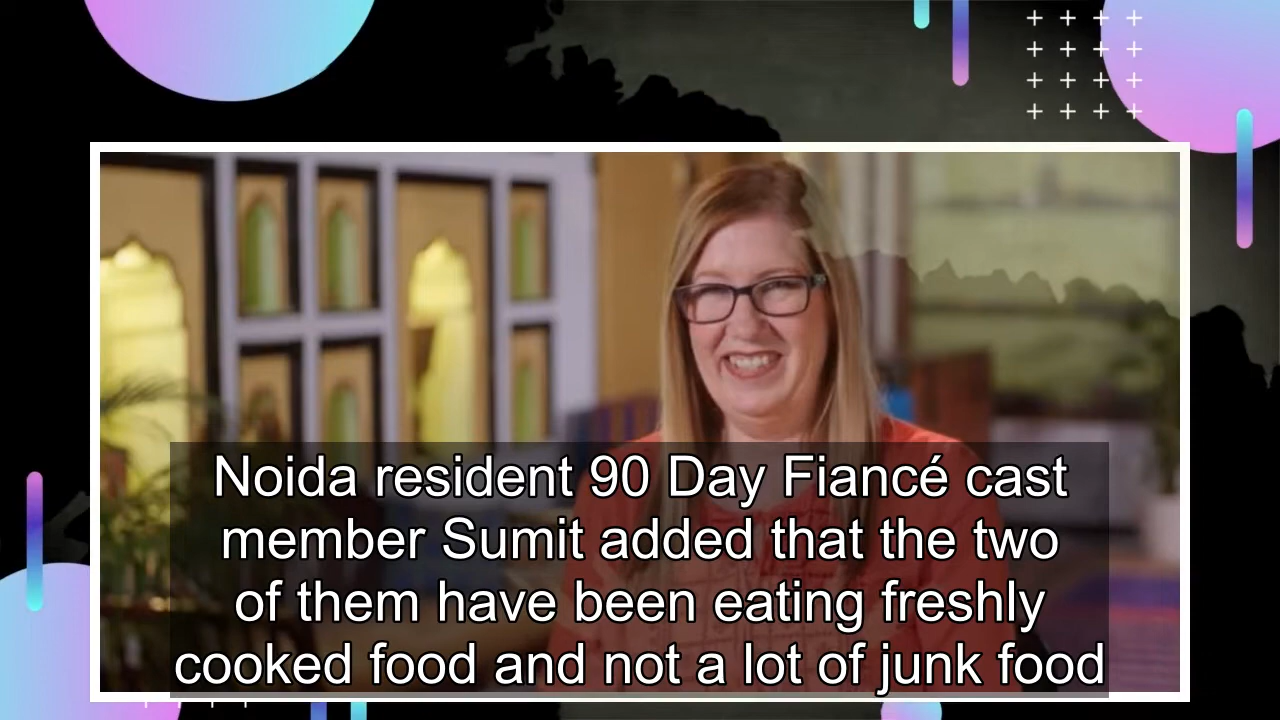 Noida resident 90 Day Fiancé cast
member Sumit added that the two
of them have been eating freshly
cooked food and not a lot of junk food